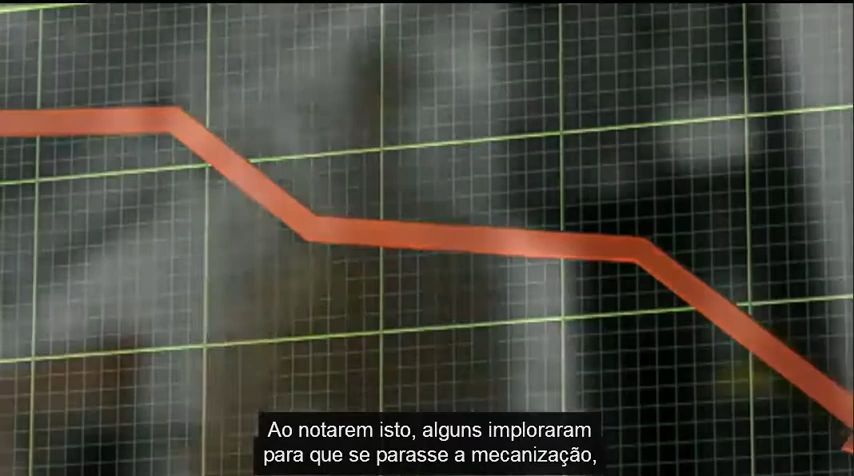 Ao notarem isto, alguns imploraram
para que se parasse a mecanização,